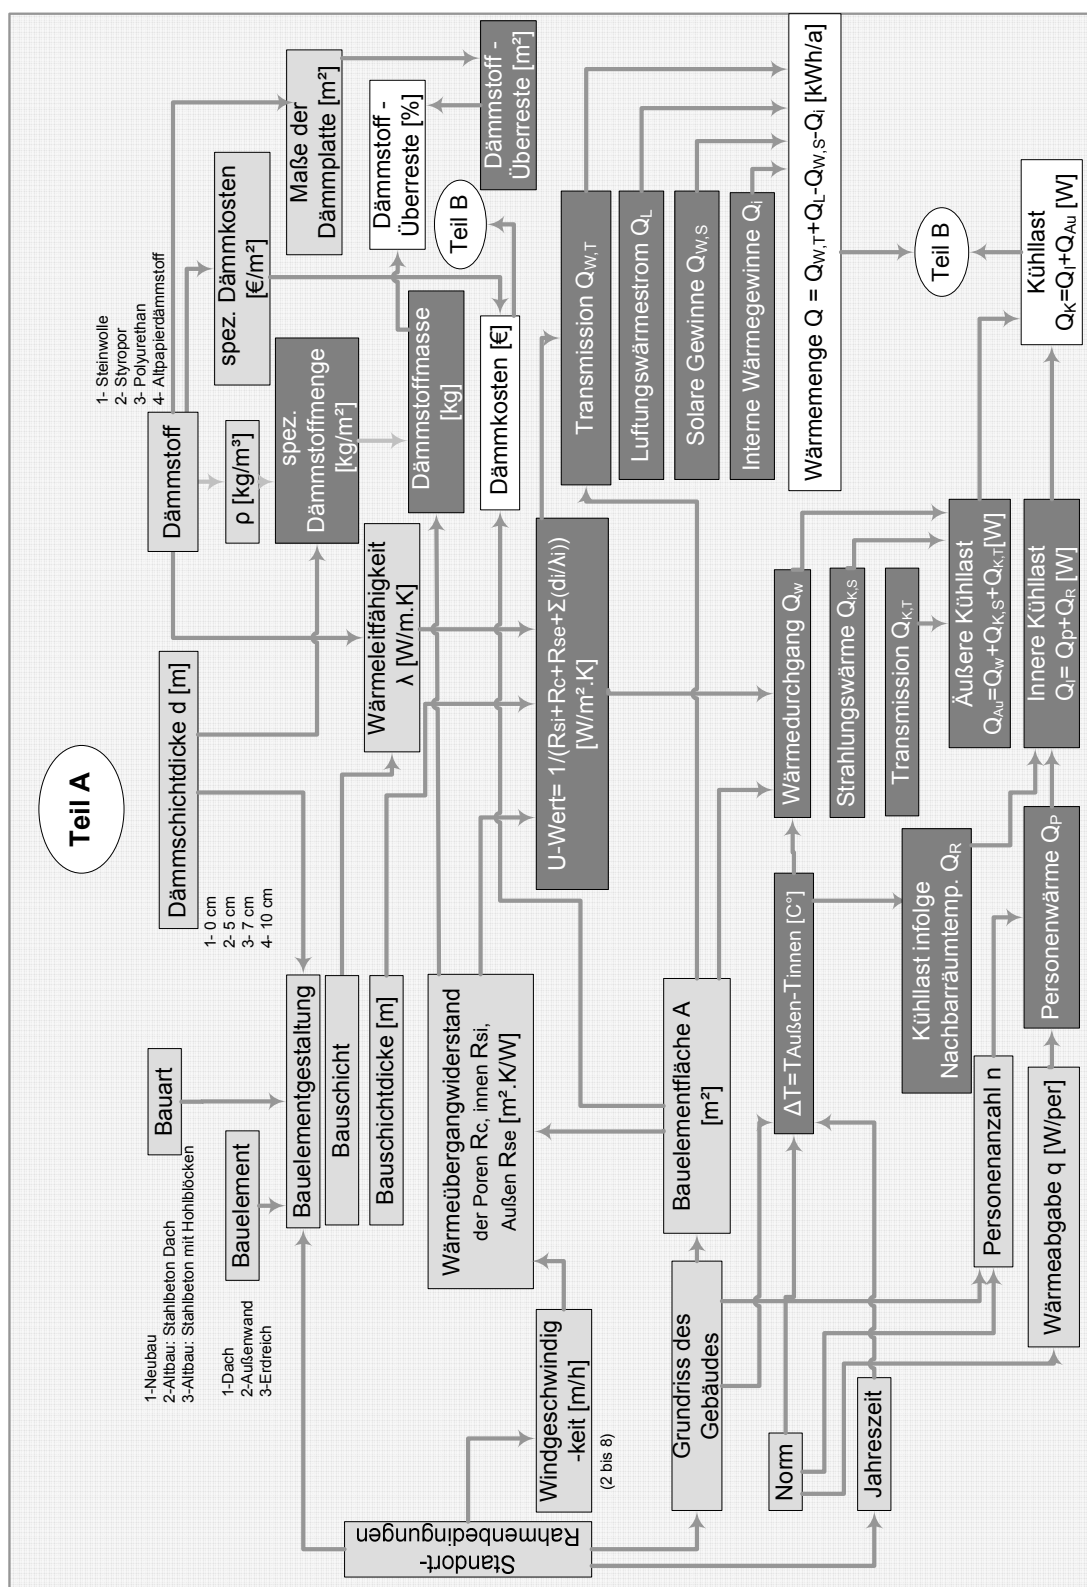 Teil A
Dämmschichtdicke d [m]
1- 0 cm
2- 5 cm
3- 7 cm
4- 10 cm
Dämmstoff
1- Steinwolle
2- Styropor
3- Polyurethan
4- Altpapierdämmstoff
Bauart
1-Neubau
2-Altbau: Stahlbeton Dach
3-Altbau: Stahlbeton mit Hohlblöcken
Bauelement
1-Dach
2-Außenwand
3-Erdreich
ρ [kg/m³]
spez. Dämmkosten
[€/m²]
Maße der
Dämmplatte [m²]
spez.
Dämmstoffmenge
[kg/m²]
Dämmstoff -
Überreste [%]
Dämmstoff -
Überreste [m²]
Bauelementgestaltung
Bauschicht
Bauschichtdicke [m]
Wärmeleitfähigkeit
λ [W/m.K]
Dämmstoffmasse
[kg]
Teil B
Standort-
Rahmenbedingungen
Wärmeübergangwiderstand
der Poren Rc, innen Rsi,
Außen Rse [m².K/W]
Dämmkosten [€]
Windgeschwindig
-keit [m/h]
(2 bis 8)
U-Wert= 1/(Rsi+Rc+Rse+Σ(di/λi))
[W/m².K]
Transmission QW,T
Luftungswärmestrom QL
Solare Gewinne QW,S
Interne Wärmegewinne Qi
Grundriss des
Gebäudes
Bauelementfläche A
[m²]
Wärmemenge Q = QW,T+QL-QW,S-Qi [kWh/a]
Norm
ΔT=TAußen-Tinnen [C°]
Wärmedurchgang Qw
Strahlungswärme QK,S
Transmission QK,T
Jahreszeit
Kühllast infolge
Nachbarräumtemp. QR
Äußere Kühllast
QAu=Qw+QK,S+QK,T[W]
Teil B
Personenanzahl n
Wärmeabgabe q [W/per]
Personenwärme QP
Innere Kühllast
QI= Qp+QR [W]
Kühllast
QK=QI+QAu [W]